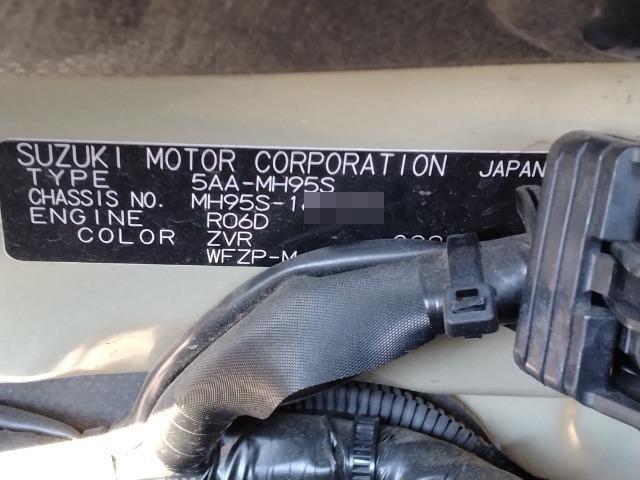 SUZUKI MOTOR CORPORATION JAPAN
TYPE 5AA-MH95S
CHASSIS NO. MH95S-1
ENGINE R06D
COLOR ZVR
WFZP-M